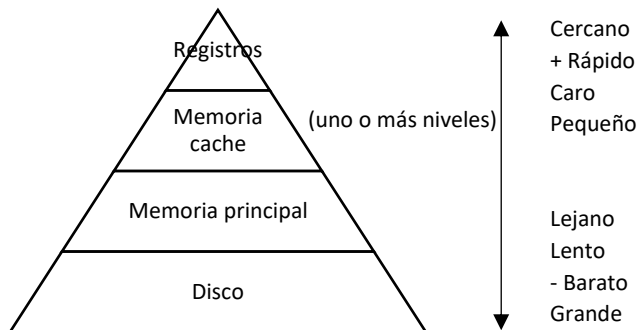 Registros
Memoria
cache
(uno o más niveles)
Memoria principal
Disco
Cercano
+ Rápido
Caro
Pequeño
Lejano
Lento
- Barato
Grande